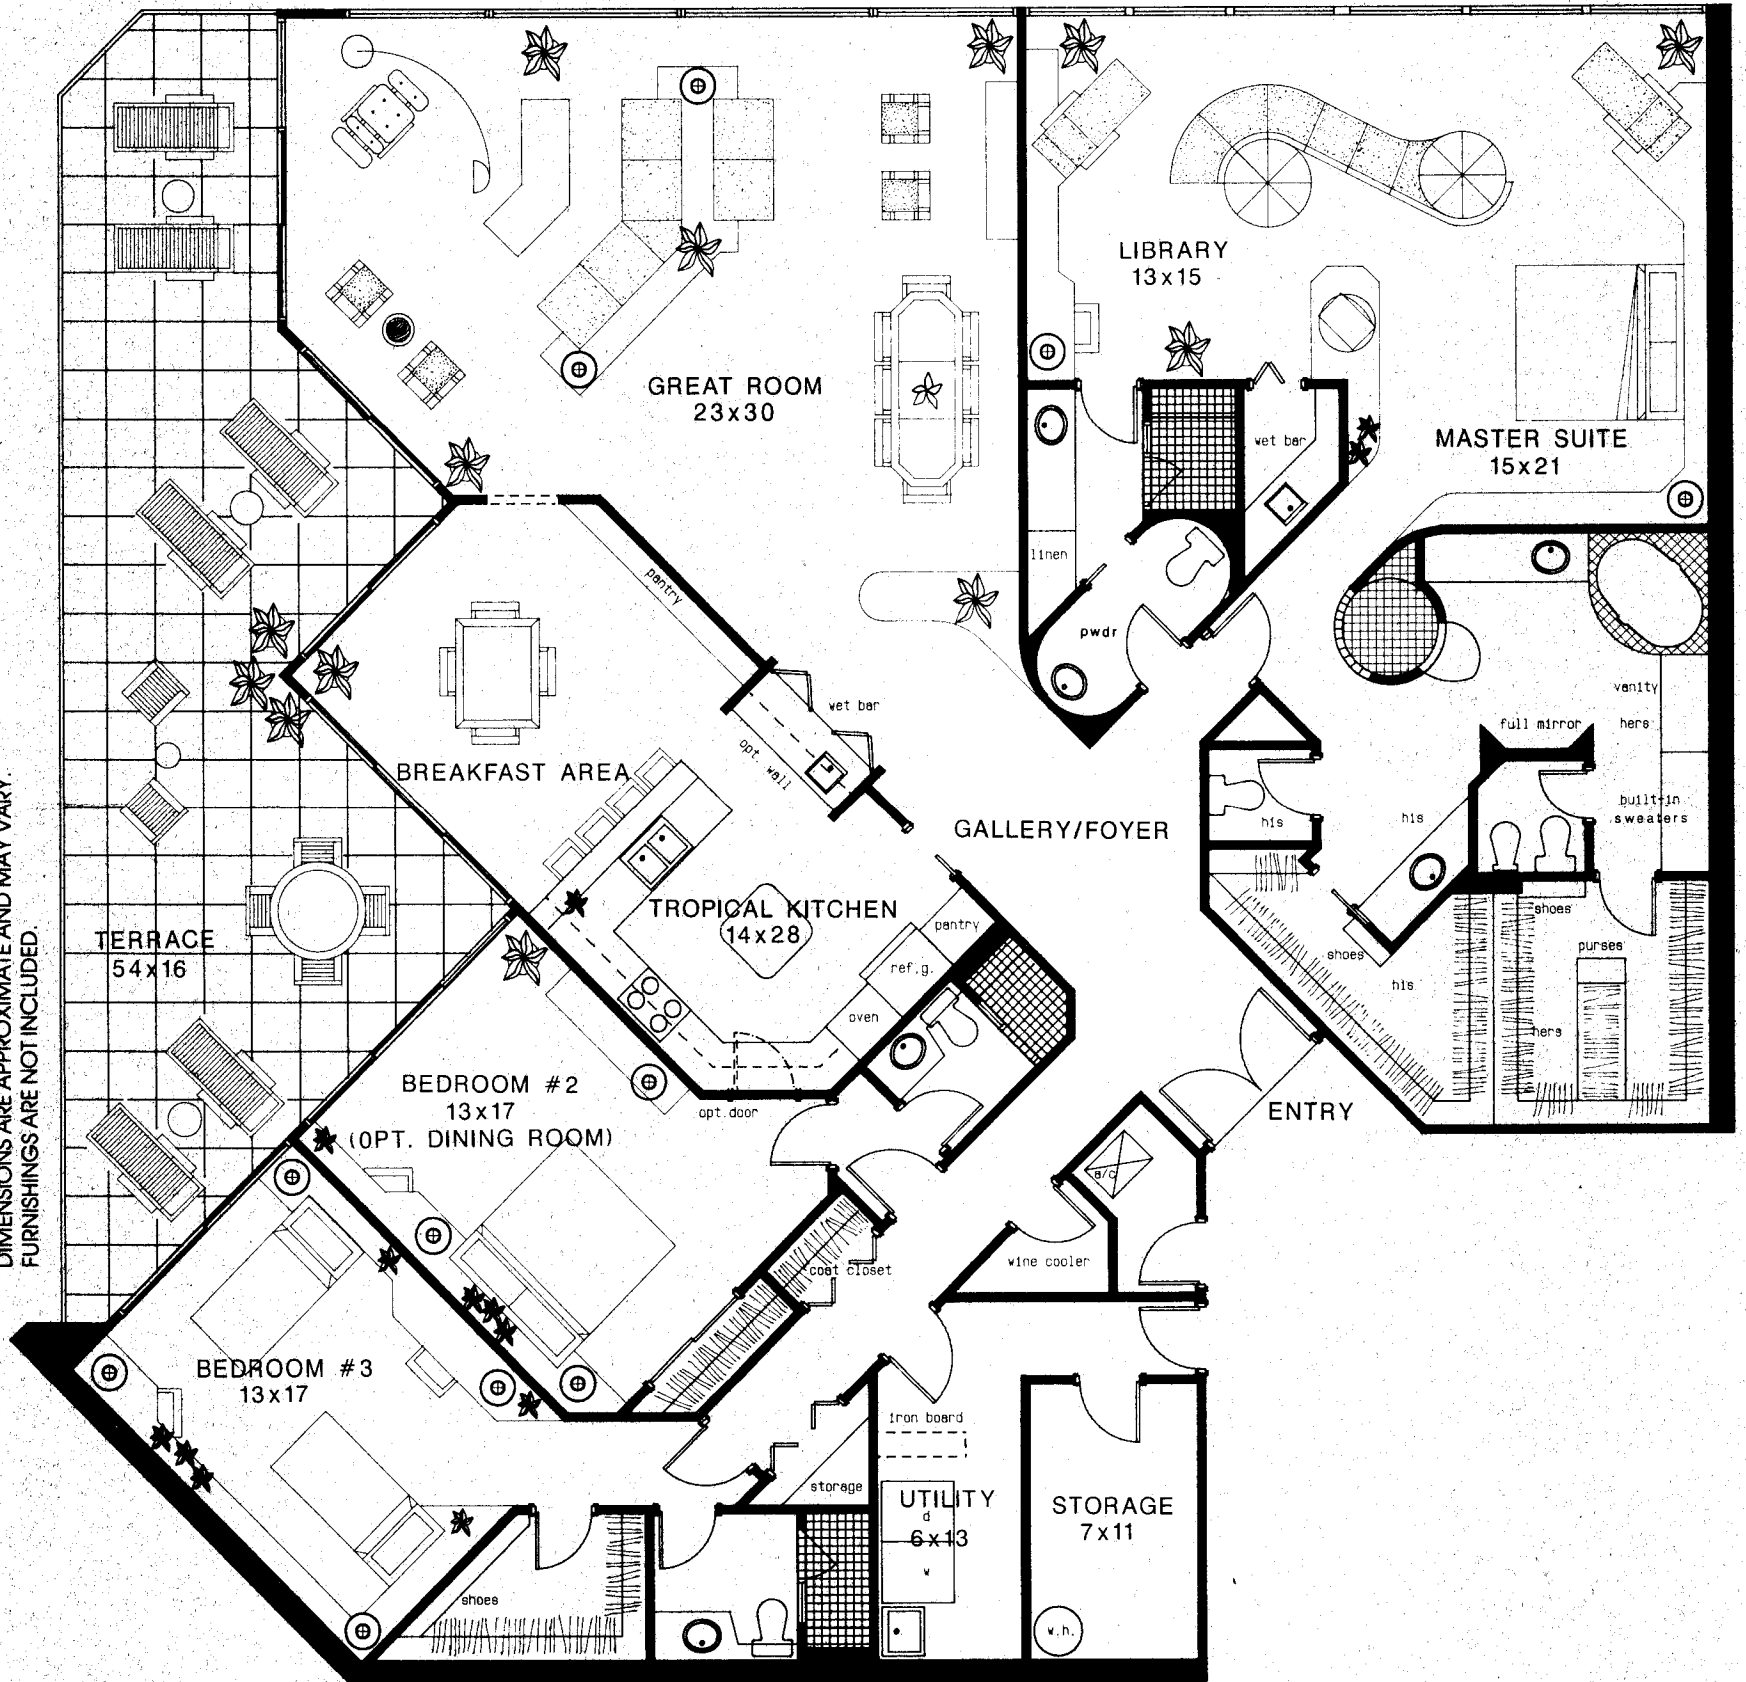 LIBRARY
13x15
GREAT ROOM
23x30
MASTER SUITE
15x21
wet bar
linen
pantry
pwdr
wet bar
opt. wall
vanity
hers
full mirror
BREAKFAST AREA
GALLERY/FOYER
his
his
built-in
sweaters
TROPICAL KITCHEN
14x28
pantry
ref.g.
oven
shoes
purses
shoes
his
hers
TERRACE
54x16
DIMENSIONS ARE APPROXIMATE AND MAY VARY.
FURNISHINGS ARE NOT INCLUDED.
BEDROOM #2
13x17
(OPT. DINING ROOM)
opt.door
ENTRY
a/c
coat closet
wine cooler
BEDROOM #3
13x17
iron board
storage
UTILITY
d
6x13
w
STORAGE
7x11
shoes
w.h.